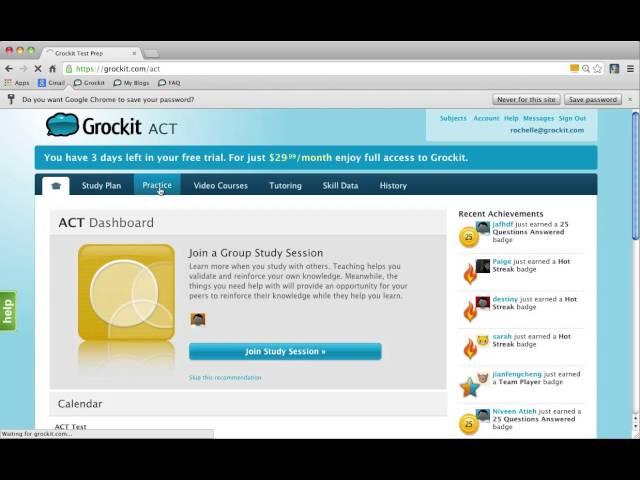 Grockit Test Prep
https://grockit.com/act
Apps Gmail Grockit My Blogs FAQ
Do you want Google Chrome to save your password? Never for this site Save password
Grockit ACT
Subjects Account Help Messages Sign Out
rochelle@grockit.com
You have 3 days left in your free trial. For just $29.99/month enjoy full access to Grockit.
Study Plan Practice Video Courses Tutoring Skill Data History
ACT Dashboard
Join a Group Study Session
Learn more when you study with others. Teaching helps you
validate and reinforce your own knowledge. Meanwhile, the
things you need help with will provide an opportunity for your
peers to reinforce their knowledge while they help you learn.
Join Study Session »
Skip this recommendation
Calendar
ACT Test
Recent Achievements
25
jafhdf just earned a 25
Questions Answered
badge
Paige just earned a Hot
Streak badge
destiny just earned a Hot
Streak badge
sarah just earned a Hot
Streak badge
jianfengcheng just earned
a Team Player badge
25
Niveen Atieh just earned a
25 Questions Answered
badge
help
Waiting for grockit.com...